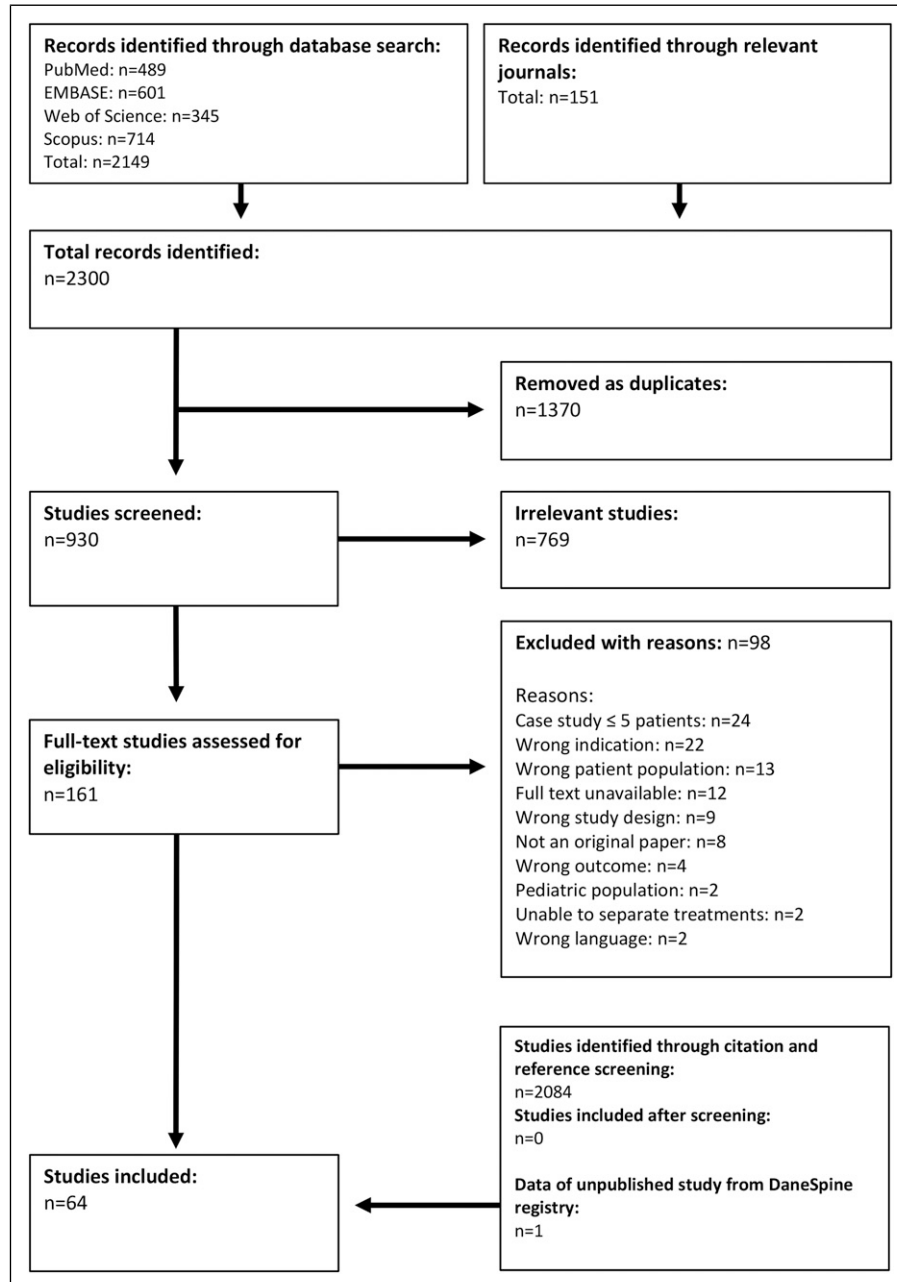 Records identified through database search:
PubMed: n=489
EMBASE: n=601
Web of Science: n=345
Scopus: n=714
Total: n=2149
Records identified through relevant
journals:
Total: n=151
Total records identified:
n=2300
Removed as duplicates:
n=1370
Studies screened:
n=930
Irrelevant studies:
n=769
Excluded with reasons: n=98
Reasons:
Case study ≤ 5 patients: n=24
Wrong indication: n=22
Wrong patient population: n=13
Full text unavailable: n=12
Wrong study design: n=9
Not an original paper: n=8
Wrong outcome: n=4
Pediatric population: n=2
Unable to separate treatments: n=2
Wrong language: n=2
Full-text studies assessed for
eligibility:
n=161
Studies identified through citation and
reference screening:
n=2084
Studies included after screening:
n=0
Data of unpublished study from DaneSpine
registry:
n=1
Studies included:
n=64